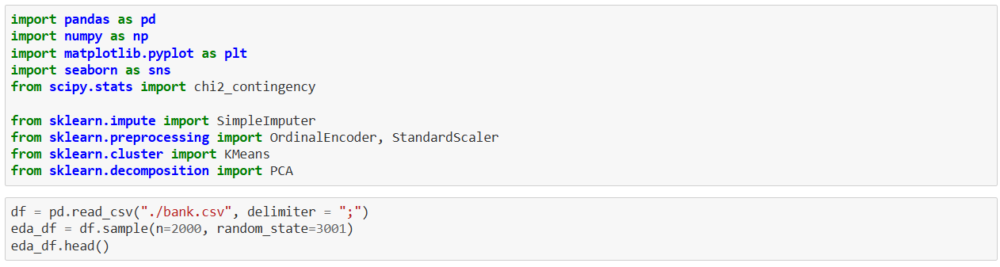 import pandas as pd
import numpy as np
import matplotlib.pyplot as plt
import seaborn as sns
from scipy.stats import chi2_contingency
from sklearn.impute import SimpleImputer
from sklearn.preprocessing import OrdinalEncoder, StandardScaler
from sklearn.cluster import KMeans
from sklearn.decomposition import PCA
df = pd.read_csv("./bank.csv", delimiter = ";")
eda_df = df.sample(n=2000, random_state=3001)
eda_df.head()